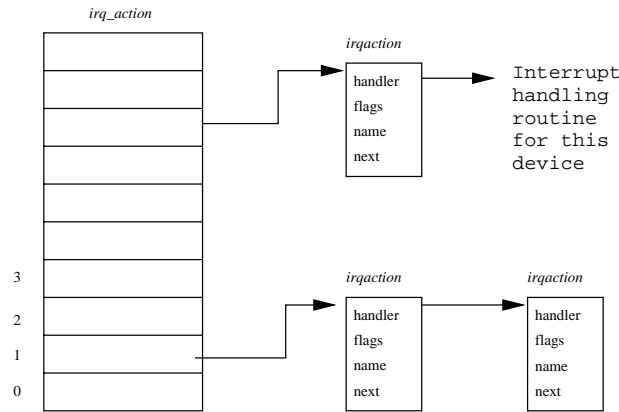 irq_action
irqaction
handler
flags
name
next
Interrupt
handling
routine
for this
device
3
2
1
0
irqaction
handler
flags
name
next
irqaction
handler
flags
name
next